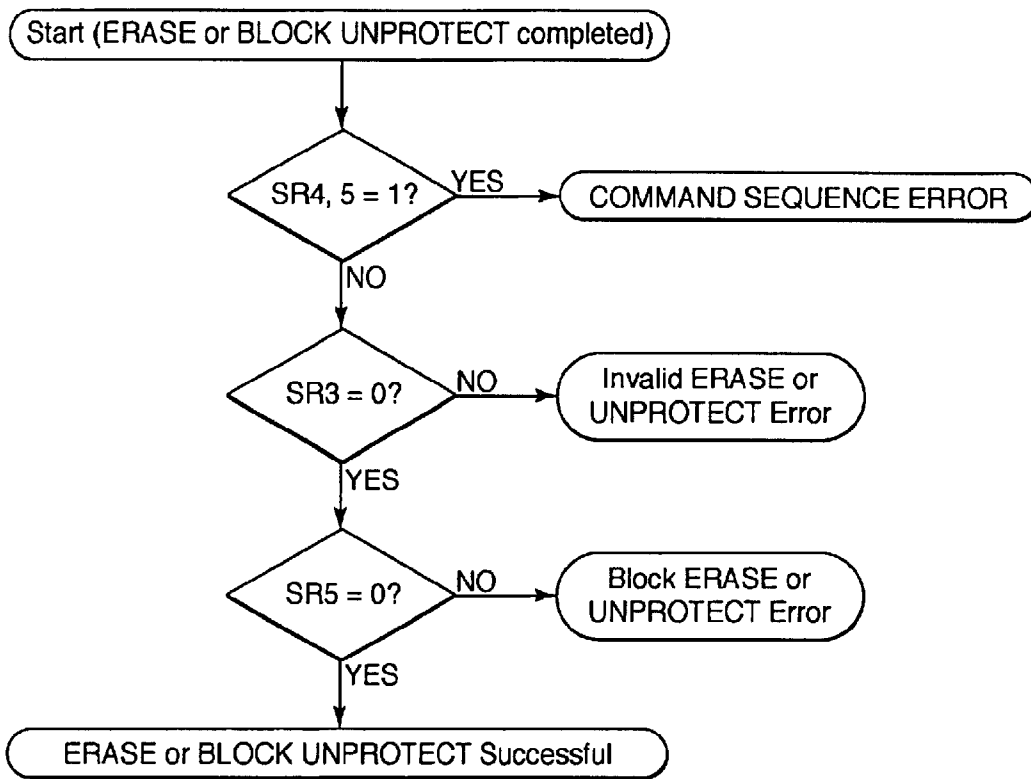 Start (ERASE or BLOCK UNPROTECT completed)
SR4, 5 = 1?
YES
COMMAND SEQUENCE ERROR
NO
SR3 = 0?
NO
Invalid ERASE or
UNPROTECT Error
YES
SR5 = 0?
NO
Block ERASE or
UNPROTECT Error
YES
ERASE or BLOCK UNPROTECT Successful